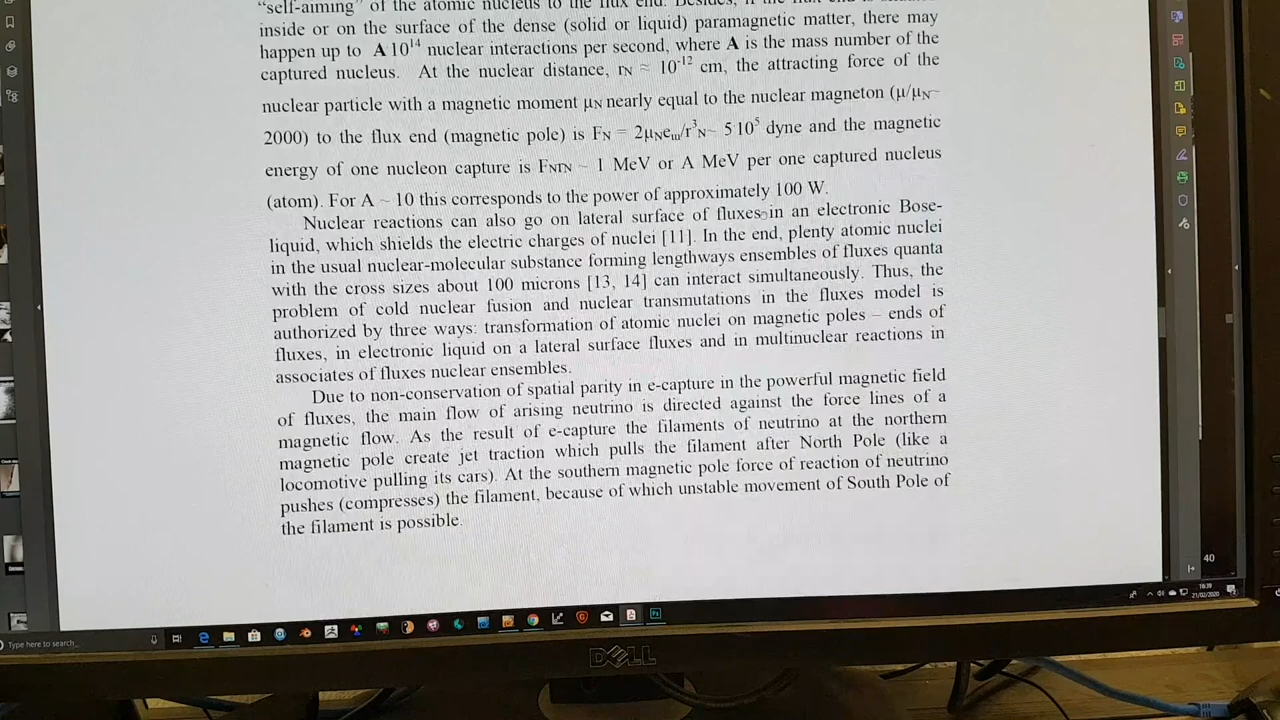 "self-aiming" of the atomic nucleus to the flux end. Besides, if the flux end is
inside or on the surface of the dense (solid or liquid) paramagnetic matter, there may
happen up to A 10¹⁴ nuclear interactions per second, where A is the mass number of the
captured nucleus. At the nuclear distance, rN ≈ 10⁻¹² cm, the attracting force of the
nuclear particle with a magnetic moment μN nearly equal to the nuclear magneton (μ/μN~
2000) to the flux end (magnetic pole) is FN = 2μNem/r³N~ 5·10⁵ dyne and the magnetic
energy of one nucleon capture is FNrN ~ 1 MeV or A MeV per one captured nucleus
(atom). For A ~ 10 this corresponds to the power of approximately 100 W.
Nuclear reactions can also go on lateral surface of fluxes in an electronic Bose-
liquid, which shields the electric charges of nuclei [11]. In the end, plenty atomic nuclei
in the usual nuclear-molecular substance forming lengthways ensembles of fluxes quanta
with the cross sizes about 100 microns [13, 14] can interact simultaneously. Thus, the
problem of cold nuclear fusion and nuclear transmutations in the fluxes model is
authorized by three ways: transformation of atomic nuclei on magnetic poles – ends of
fluxes, in electronic liquid on a lateral surface fluxes and in multinuclear reactions in
associates of fluxes nuclear ensembles.
Due to non-conservation of spatial parity in e-capture in the powerful magnetic field
of fluxes, the main flow of arising neutrino is directed against the force lines of a
magnetic flow. As the result of e-capture the filaments of neutrino at the northern
magnetic pole create jet traction which pulls the filament after North Pole (like a
locomotive pulling its cars). At the southern magnetic pole force of reaction of neutrino
pushes (compresses) the filament, because of which unstable movement of South Pole of
the filament is possible.
40
16:39
21/02/2020
Type here to search
DELL